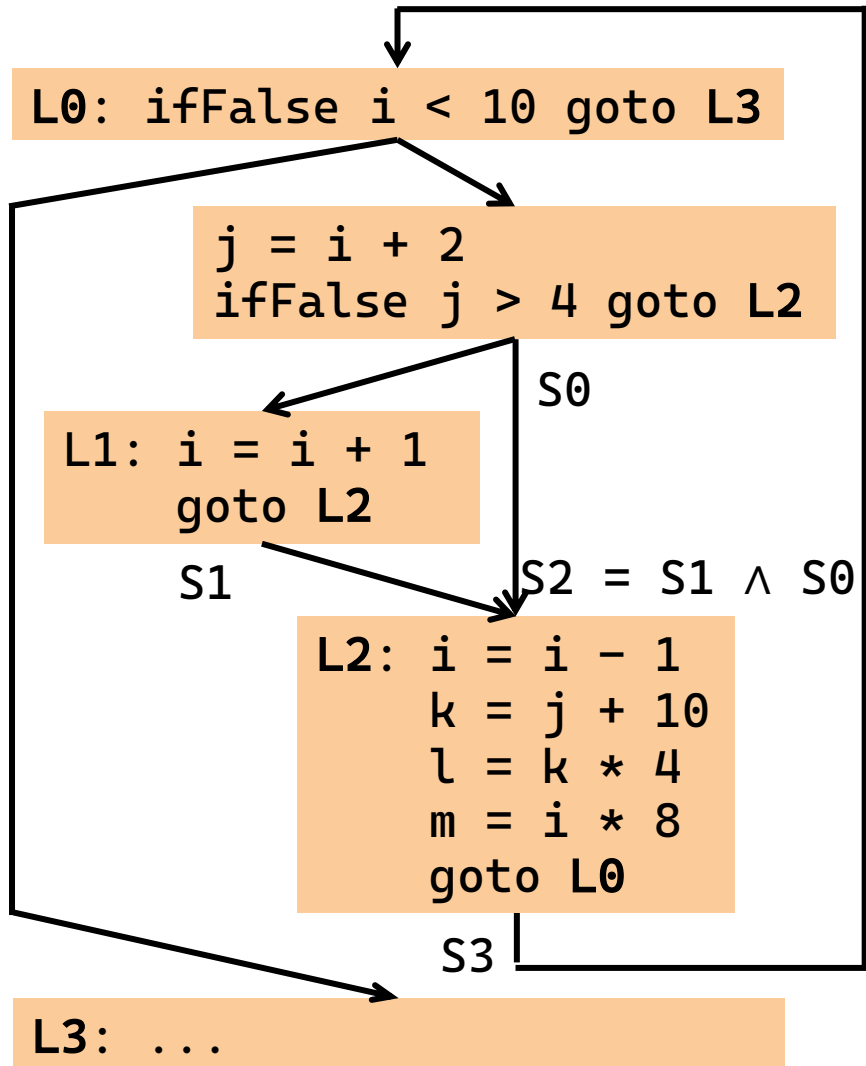 L0: ifFalse i < 10 goto L3
j = i + 2
ifFalse j > 4 goto L2
S0
L1: i = i + 1
goto L2
S1
S2 = S1 ∧ S0
L2: i = i − 1
k = j + 10
l = k * 4
m = i * 8
goto L0
S3
L3: ...